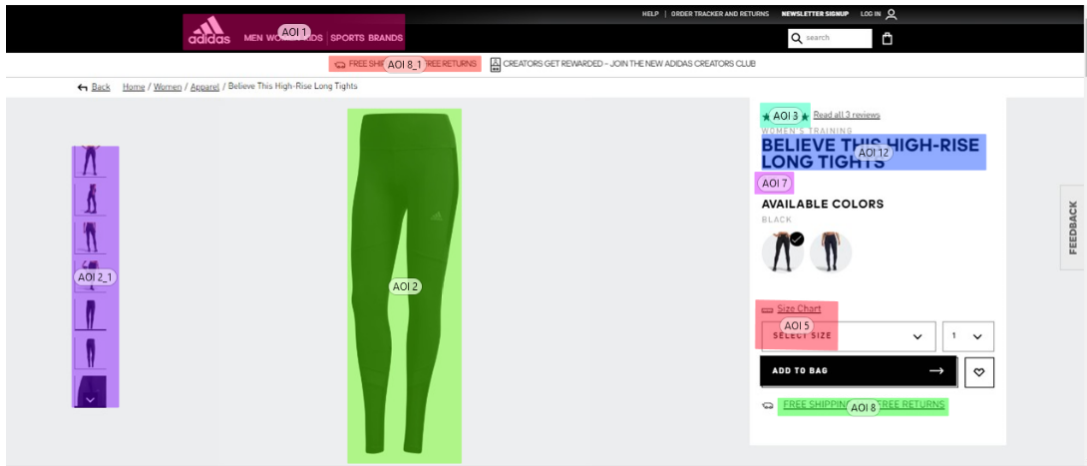 HELP | ORDER TRACKER AND RETURNS NEWSLETTER SIGNUP LOG IN
adidas MEN AOI 1 SPORTS BRANDS search
FREE AOI 8_1 FREE RETURNS CREATORS GET REWARDED - JOIN THE NEW ADIDAS CREATORS CLUB
Back Home / Women / Apparel / Believe This High-Rise Long Tights
AOI 3 Read all 3 reviews
WOMEN'S TRAINING
BELIEVE THIS HIGH-RISE
LONG TIGHTS
AOI 12
AOI 7
AVAILABLE COLORS
BLACK
FEEDBACK
AOI 2_1
AOI 2
Size Chart
AOI 5
SELECT SIZE 1
ADD TO BAG
FREE SHIPPING AOI 8 FREE RETURNS